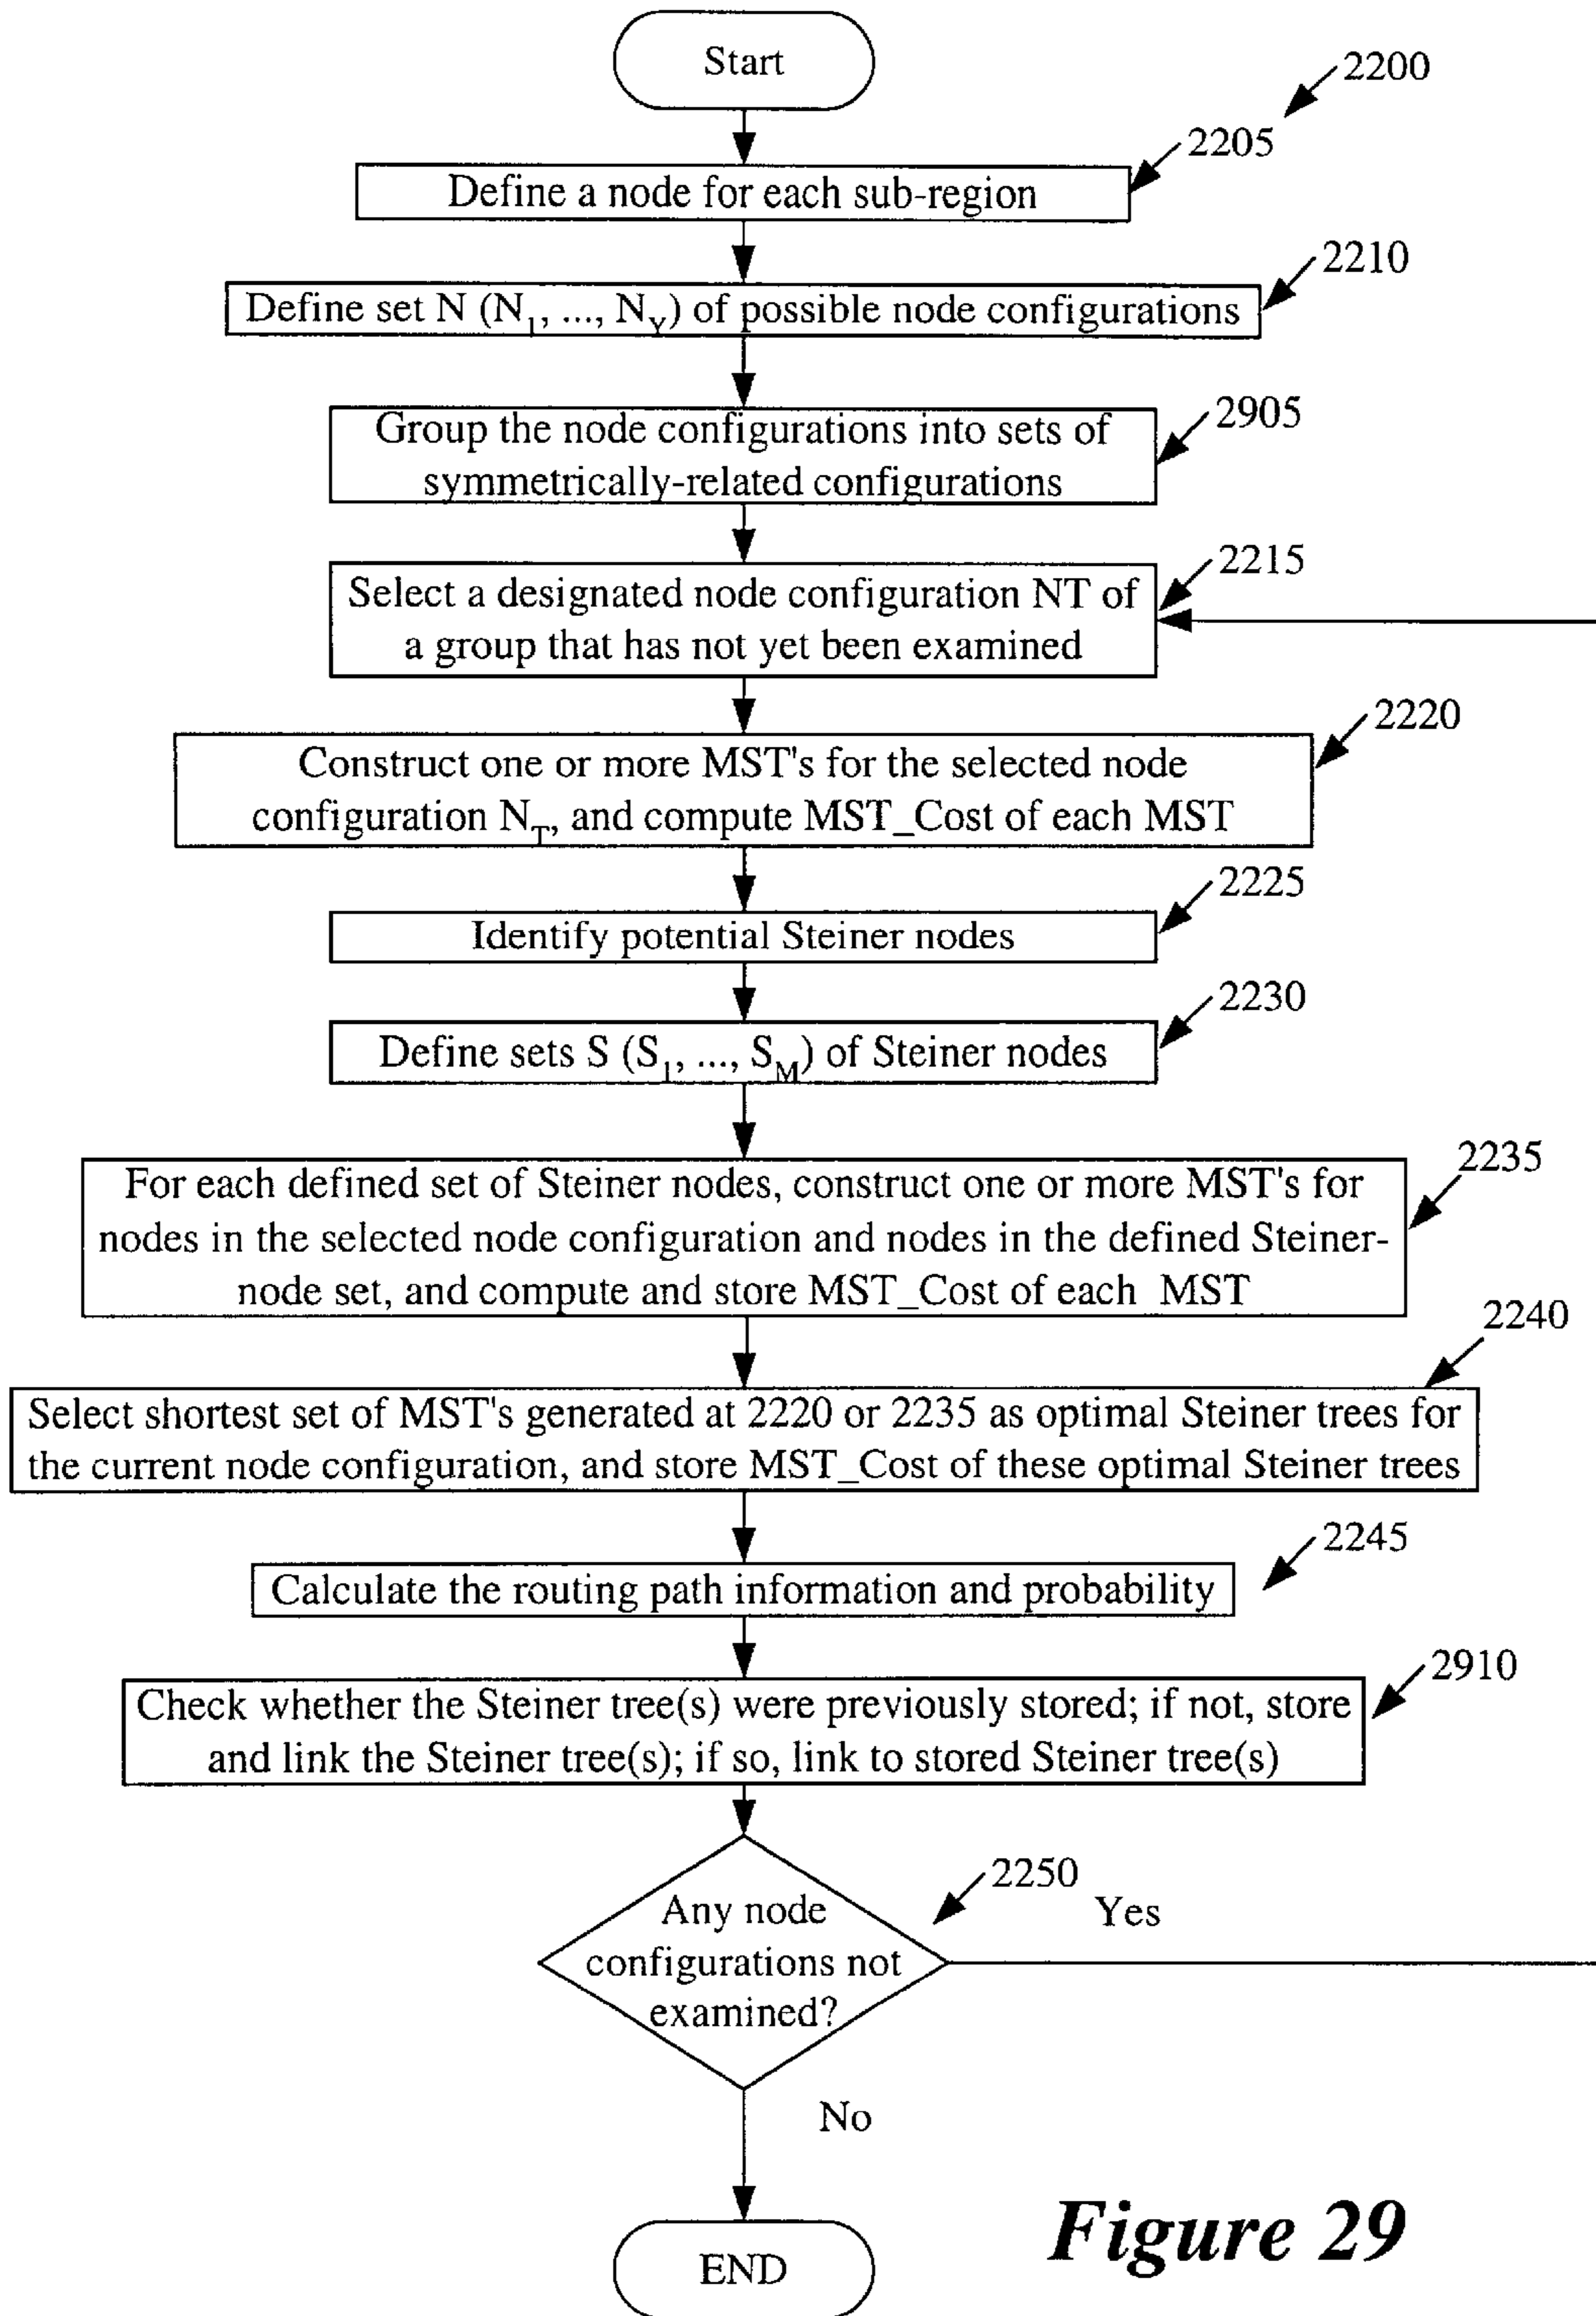 Start
2200
2205
Define a node for each sub-region
2210
Define set N (N1, ..., NY) of possible node configurations
2905
Group the node configurations into sets of
symmetrically-related configurations
2215
Select a designated node configuration NT of
a group that has not yet been examined
2220
Construct one or more MST's for the selected node
configuration NT, and compute MST_Cost of each MST
2225
Identify potential Steiner nodes
2230
Define sets S (S1, ..., SM) of Steiner nodes
2235
For each defined set of Steiner nodes, construct one or more MST's for
nodes in the selected node configuration and nodes in the defined Steiner-
node set, and compute and store MST_Cost of each MST
2240
Select shortest set of MST's generated at 2220 or 2235 as optimal Steiner trees for
the current node configuration, and store MST_Cost of these optimal Steiner trees
2245
Calculate the routing path information and probability
2910
Check whether the Steiner tree(s) were previously stored; if not, store
and link the Steiner tree(s); if so, link to stored Steiner tree(s)
2250
Yes
Any node
configurations not
examined?
No
END
Figure 29